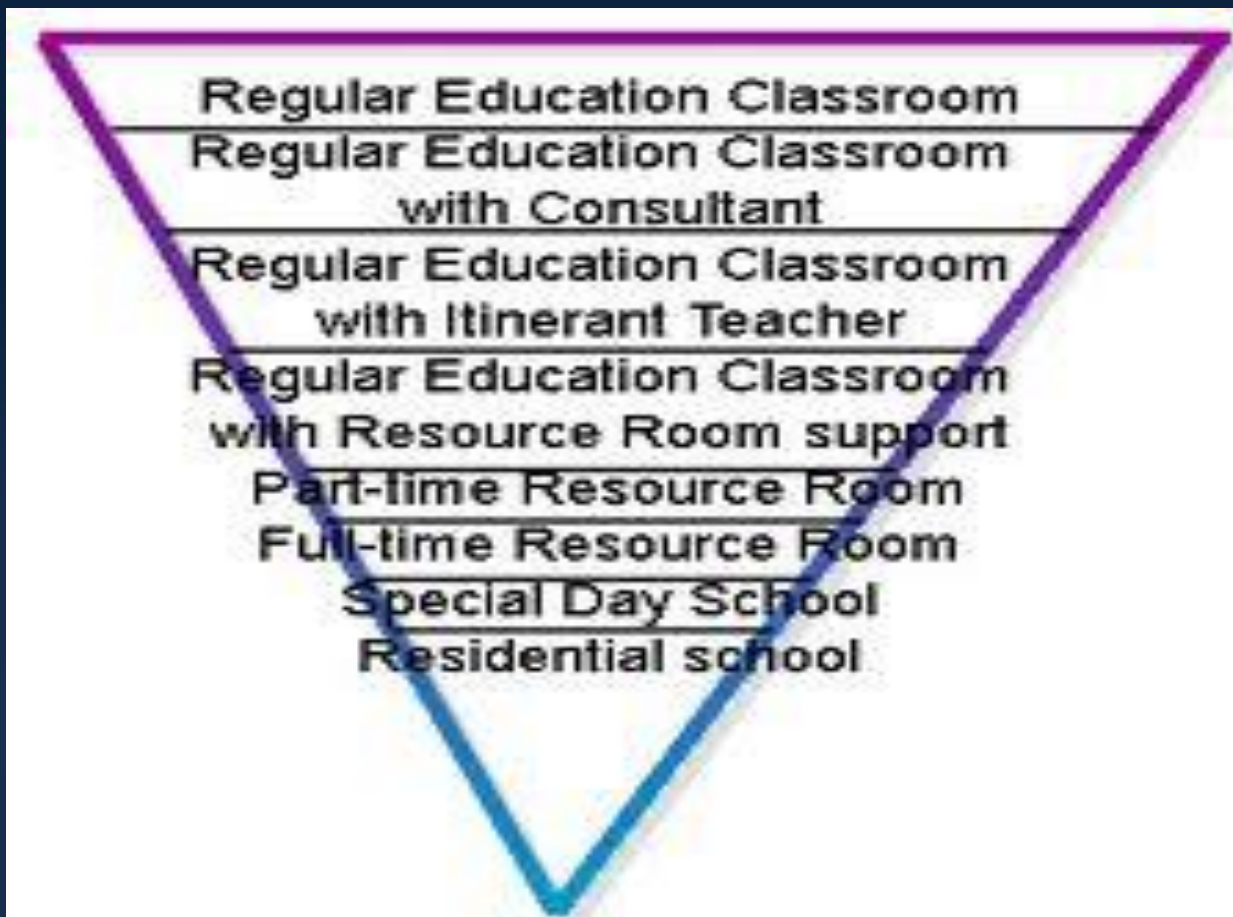 Regular Education Classroom
Regular Education Classroom
with Consultant
Regular Education Classroom
with Itinerant Teacher
Regular Education Classroom
with Resource Room support
Part-time Resource Room
Full-time Resource Room
Special Day School
Residential school